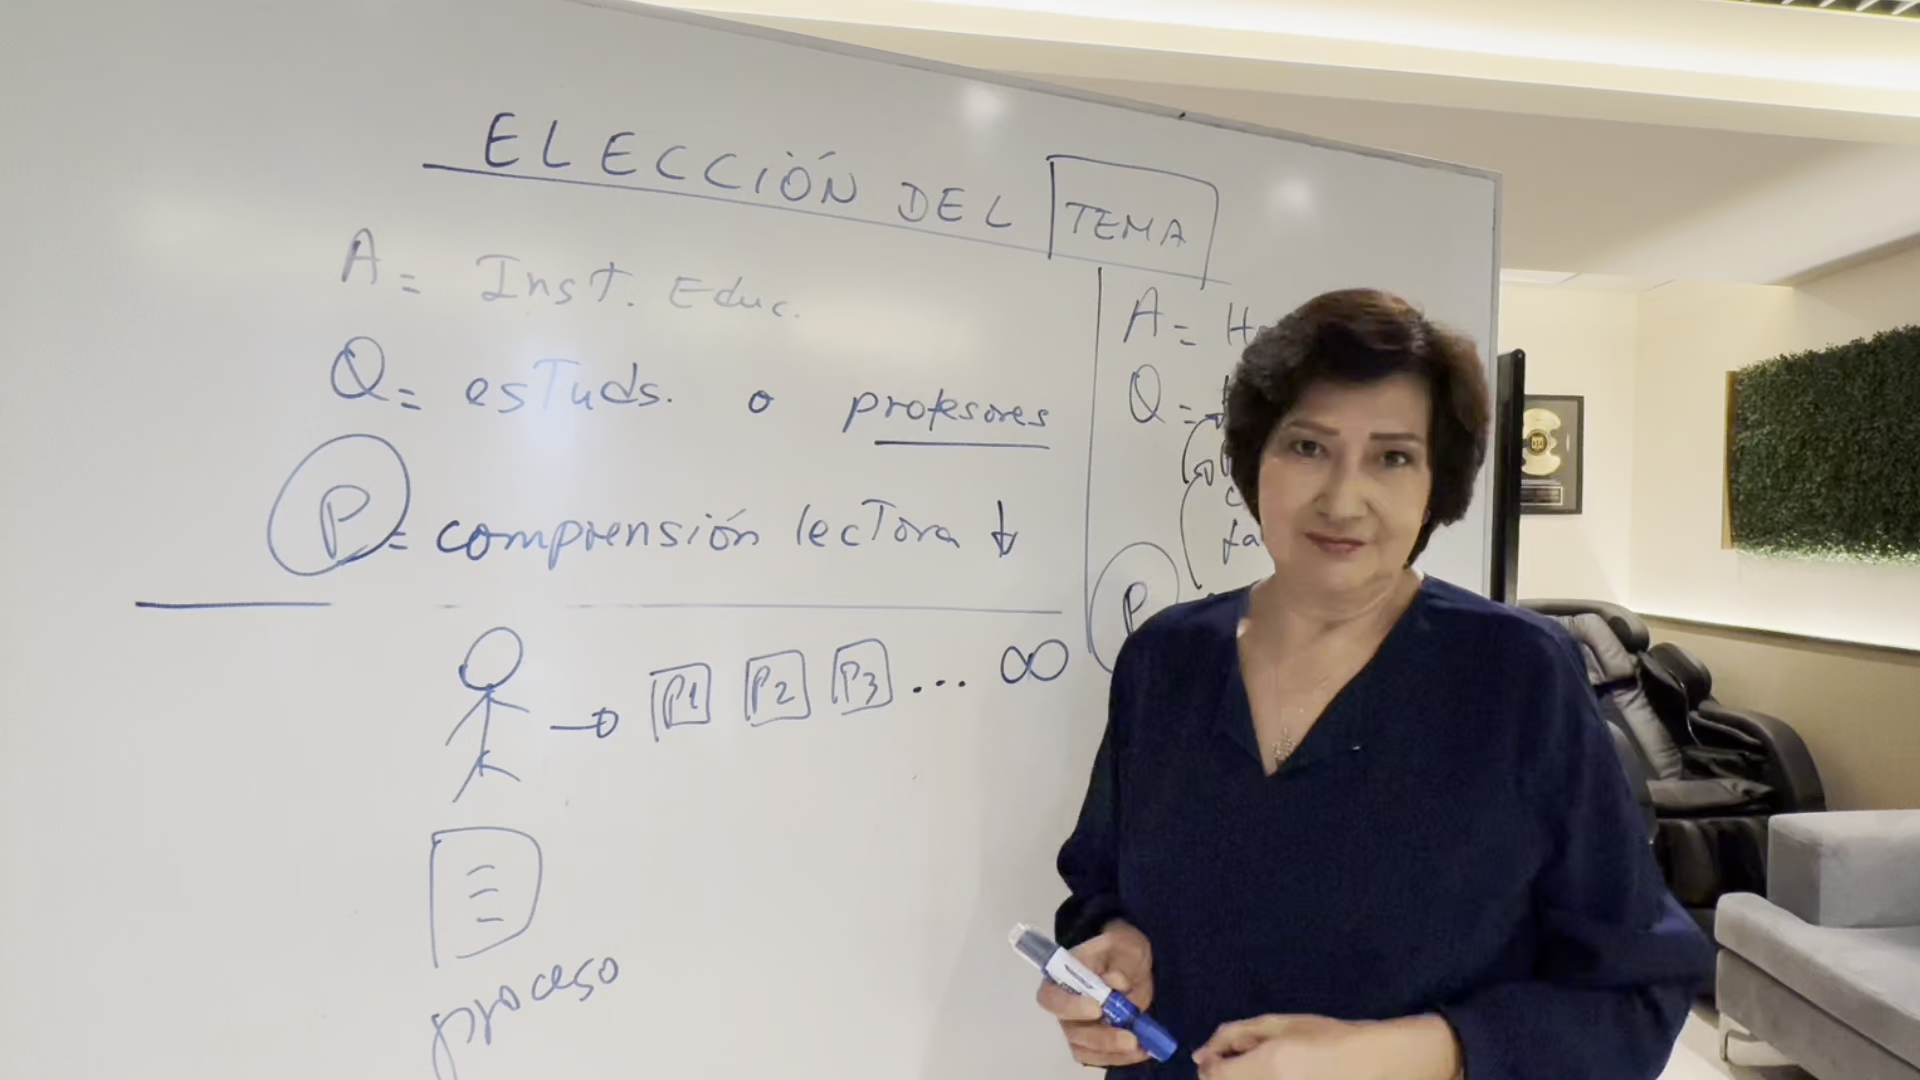 ELECCIÓN DEL TEMA
A = Inst. Educ.
Q = estuds. o profesores
P = comprensión lectora ↓
P1 P2 P3 ... ∞
proceso
A =
Q =
P